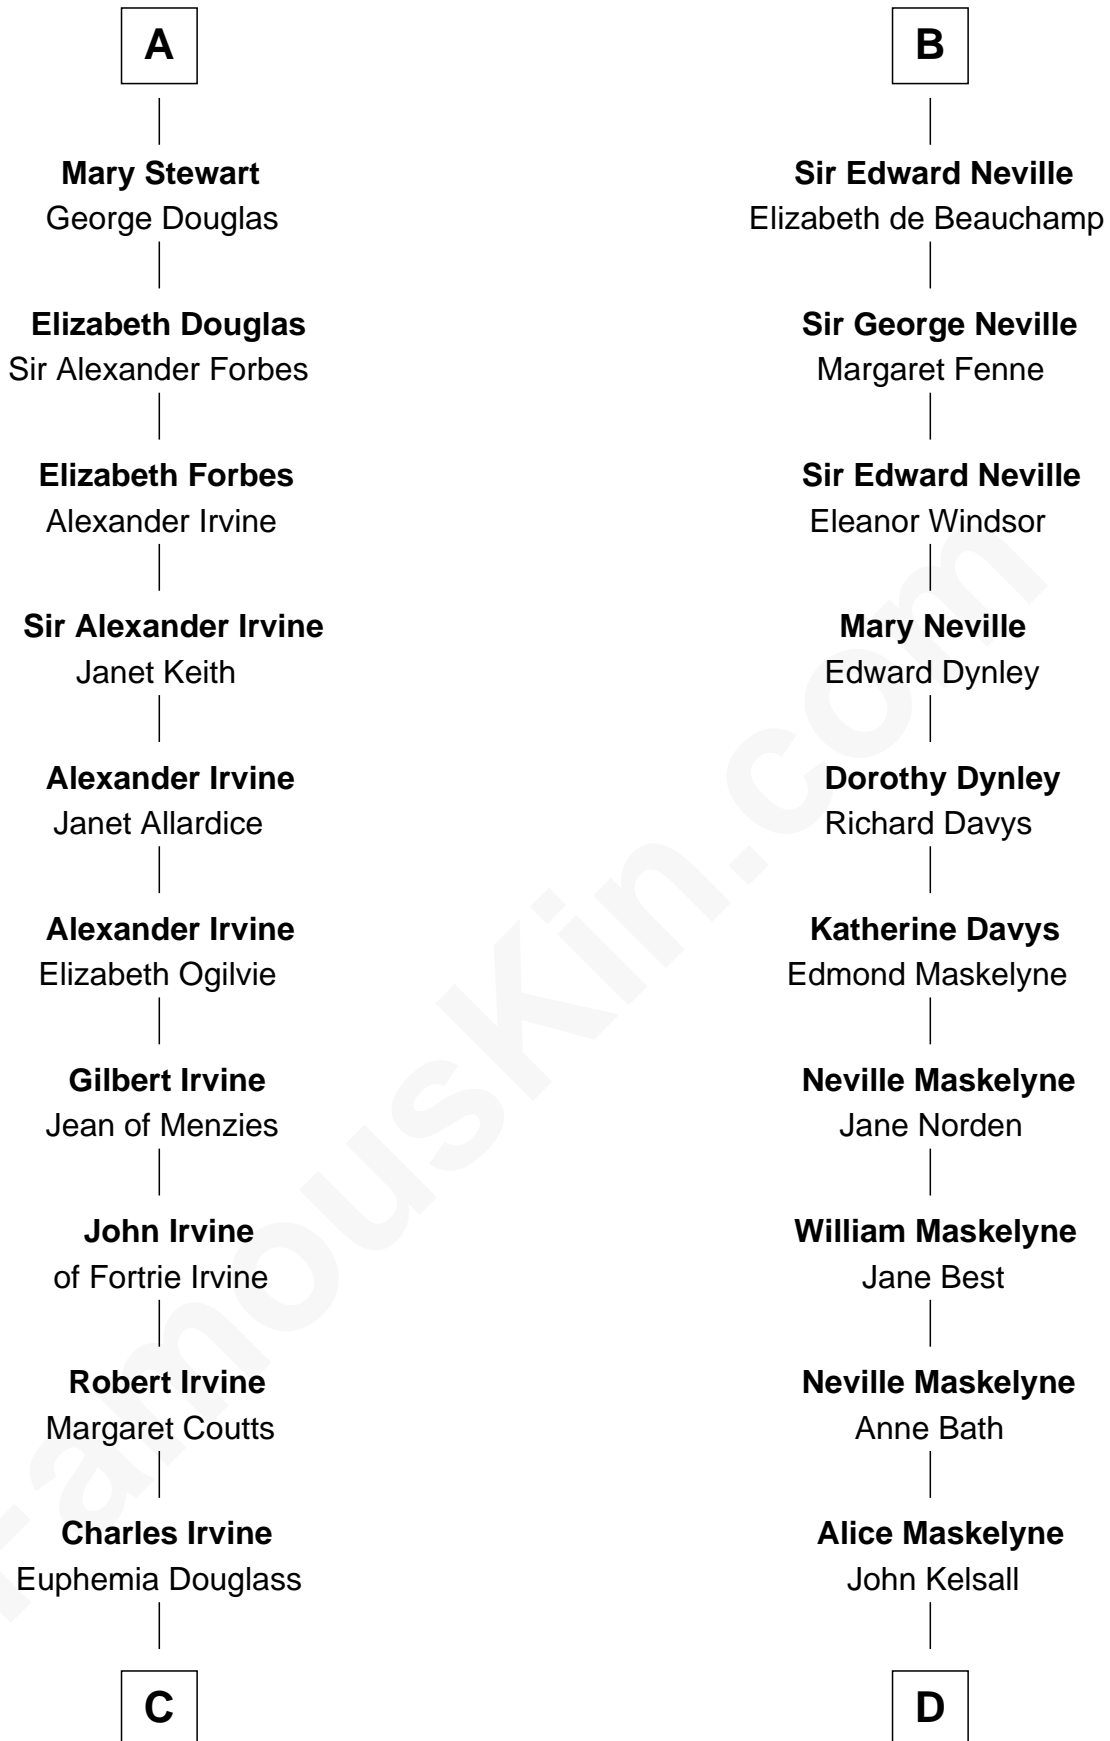 A
Mary Stewart
George Douglas
Elizabeth Douglas
Sir Alexander Forbes
Elizabeth Forbes
Alexander Irvine
Sir Alexander Irvine
Janet Keith
Alexander Irvine
Janet Allardice
Alexander Irvine
Elizabeth Ogilvie
Gilbert Irvine
Jean of Menzies
John Irvine
of Fortrie Irvine
Robert Irvine
Margaret Coutts
Charles Irvine
Euphemia Douglass
C
B
Sir Edward Neville
Elizabeth de Beauchamp
Sir George Neville
Margaret Fenne
Sir Edward Neville
Eleanor Windsor
Mary Neville
Edward Dynley
Dorothy Dynley
Richard Davys
Katherine Davys
Edmond Maskelyne
Neville Maskelyne
Jane Norden
William Maskelyne
Jane Best
Neville Maskelyne
Anne Bath
Alice Maskelyne
John Kelsall
D
FamousKin.com